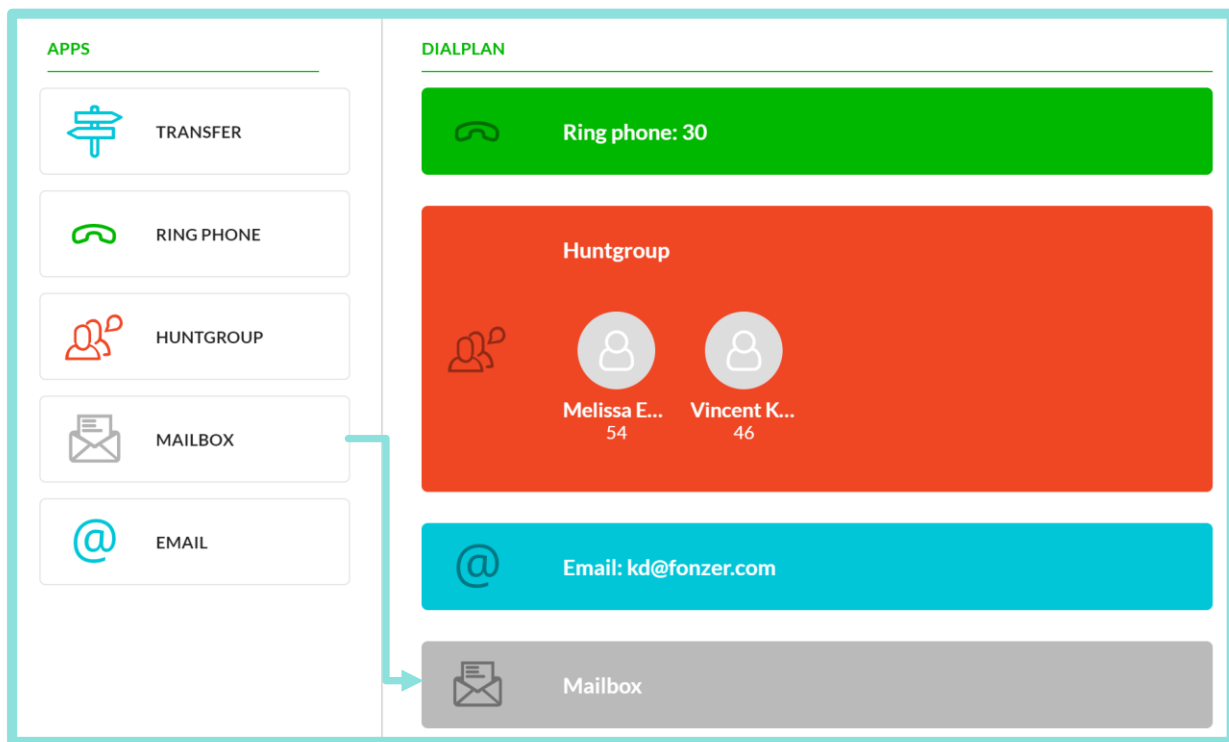 APPS
TRANSFER
RING PHONE
HUNTGROUP
MAILBOX
@
EMAIL
DIALPLAN
Ring phone: 30
Huntgroup
Melissa E... Vincent K...
54 46
@
Email: kd@fonzer.com
Mailbox